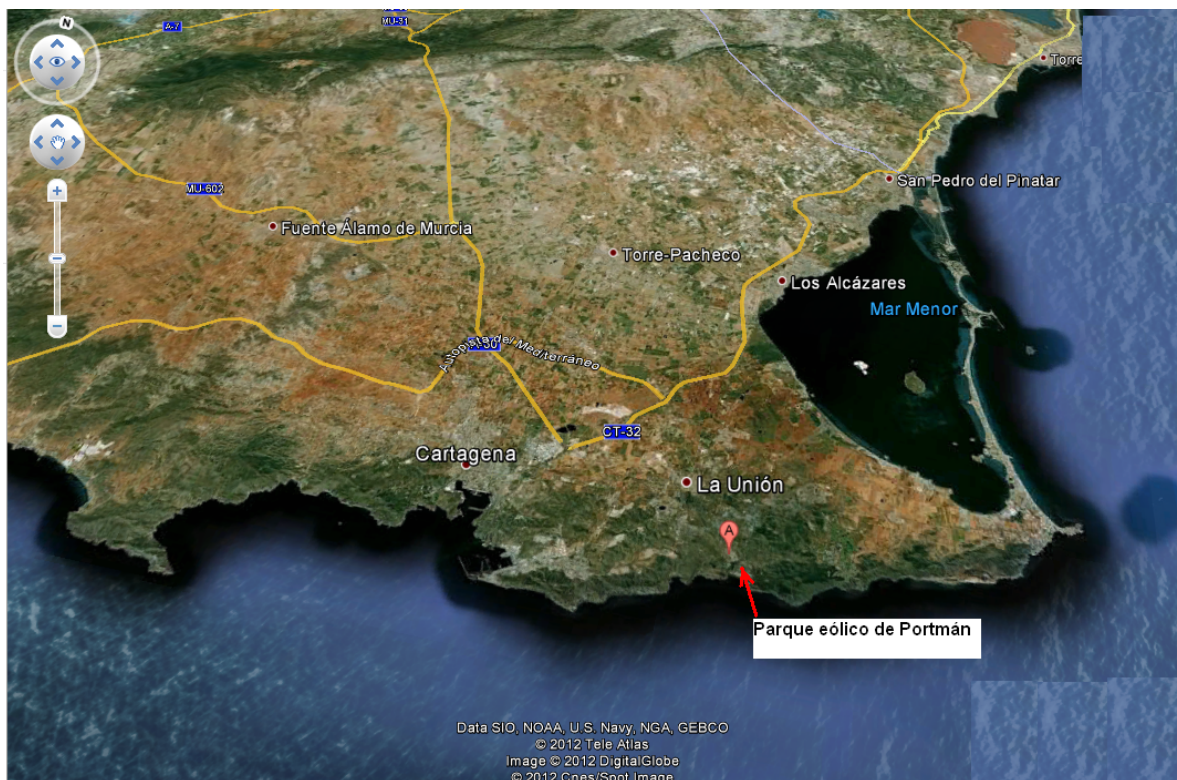 N
A-7
MU-31
Torre
MU-602
San Pedro del Pinatar
Fuente Álamo de Murcia
Torre-Pacheco
Los Alcázares
Mar Menor
Autopista del Mediterráneo
CT-32
Cartagena
La Unión
A
Parque eólico de Portmán
Data SIO, NOAA, U.S. Navy, NGA, GEBCO
© 2012 Tele Atlas
Image © 2012 DigitalGlobe
© 2012 Cnes/Spot Image